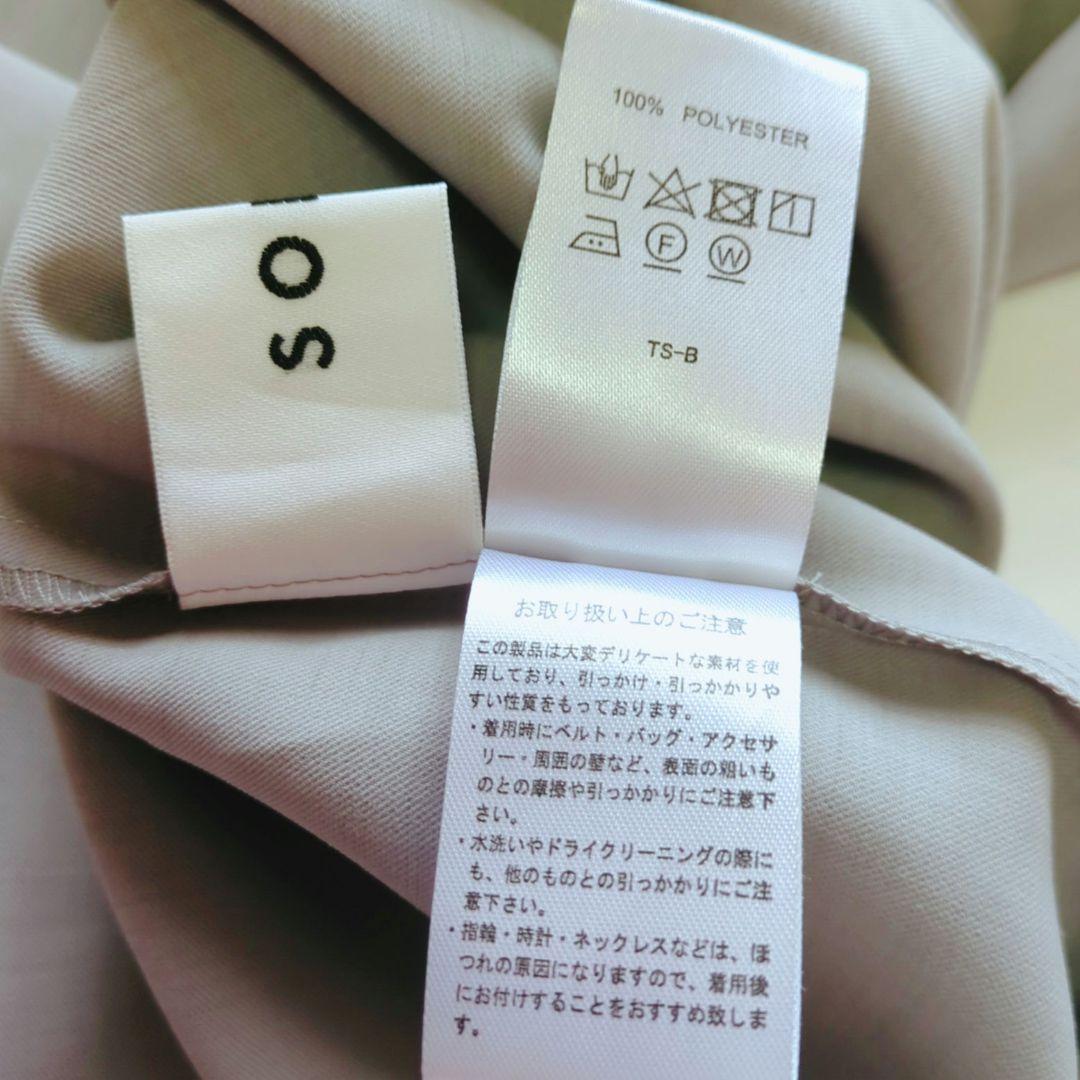 100% POLYESTER
F W
TS-B
SO
お取り扱い上のご注意
この製品は大変デリケートな素材を使
用しており、引っかけ・引っかかりや
すい性質をもっております。
・着用時にベルト・バッグ・アクセサ
リー・周囲の壁など、表面の粗いも
のとの摩擦や引っかかりにご注意下
さい。
・水洗いやドライクリーニングの際に
も、他のものとの引っかかりにご注
意下さい。
・指輪・時計・ネックレスなどは、ほ
つれの原因になりますので、着用後
にお付けすることをおすすめ致しま
す。